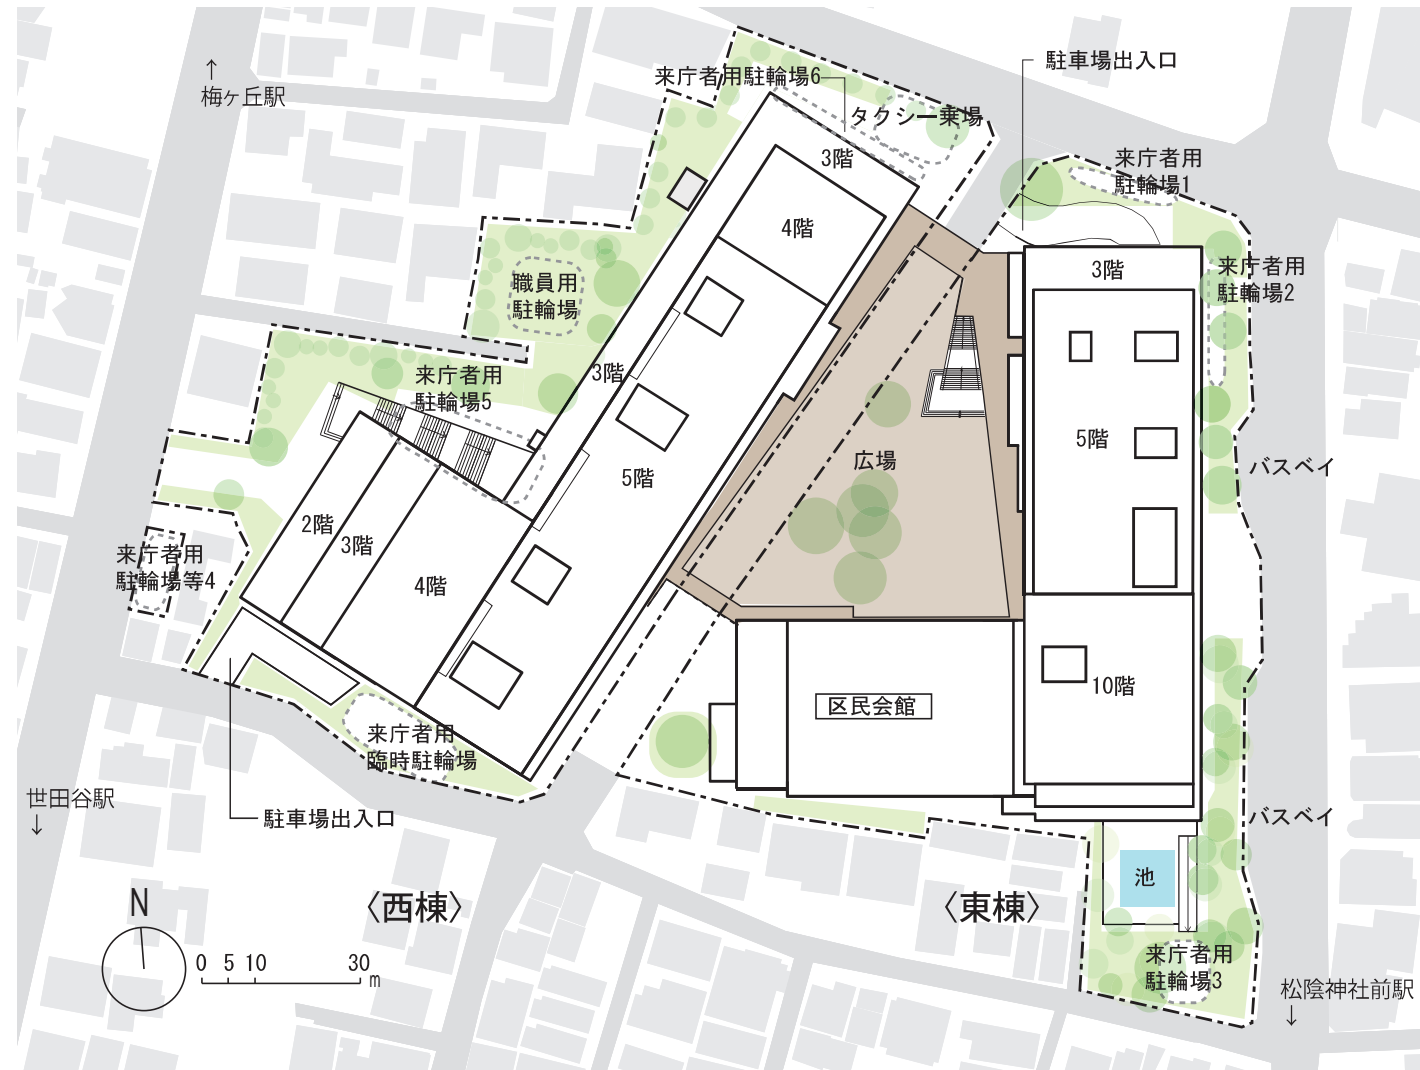 ↑
梅ヶ丘駅
来庁者用駐輪場6
駐車場出入口
タクシー乗場
3階
来庁者用
駐輪場1
4階
職員用
駐輪場
3階
来庁者用
駐輪場2
来庁者用
駐輪場5
3階
5階
5階
広場
バスベイ
2階
3階
4階
来庁者用
駐輪場等4
10階
区民会館
来庁者用
臨時駐輪場
世田谷駅
↓
駐車場出入口
バスベイ
池
〈西棟〉
〈東棟〉
N
0 5 10 30
m
来庁者用
駐輪場3
松陰神社前駅
↓